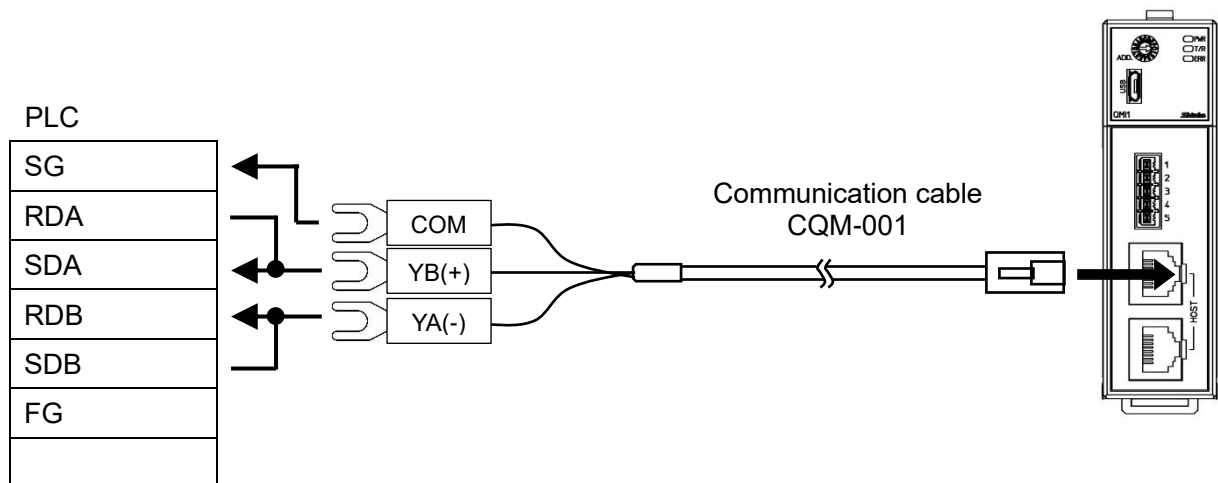 PLC
SG
RDA
SDA
RDB
SDB
FG
COM
YB(+)
YA(-)
Communication cable
CQM-001
PWR
T/R
ERR
ADD.
USB
QMI1
Shinko
1
2
3
4
5
HOST